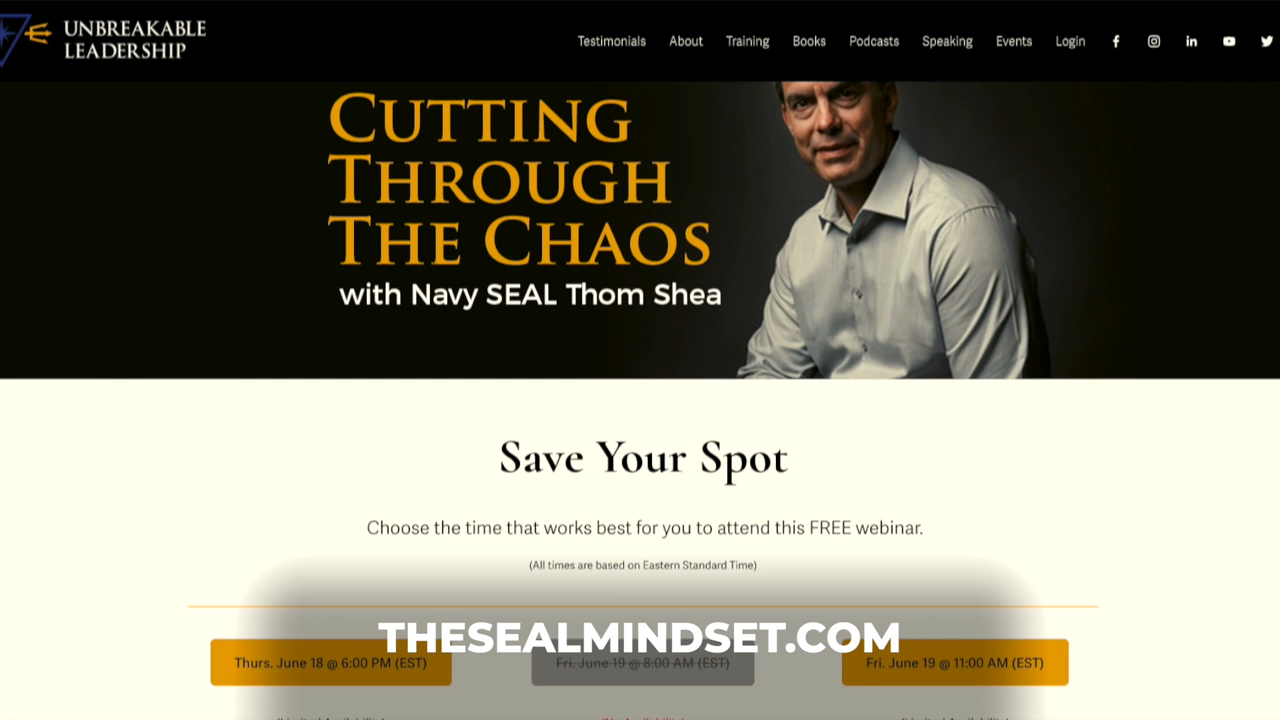 UNBREAKABLE
LEADERSHIP
Testimonials About Training Books Podcasts Speaking Events Login
CUTTING
THROUGH
THE CHAOS
with Navy SEAL Thom Shea
Save Your Spot
Choose the time that works best for you to attend this FREE webinar.
(All times are based on Eastern Standard Time)
THESEALMINDSET.COM
Thurs. June 18 @ 6:00 PM (EST) Fri. June 19 @ 8:00 AM (EST) Fri. June 19 @ 11:00 AM (EST)